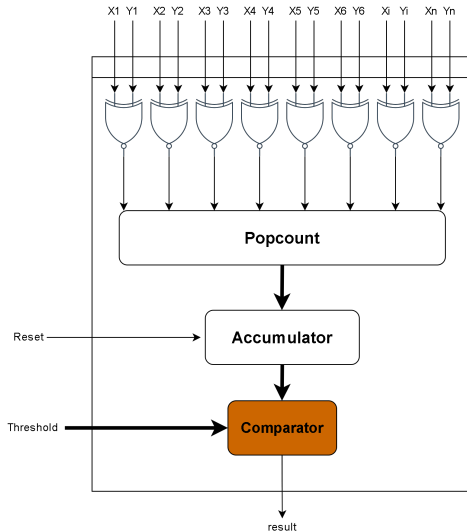 X1 Y1 X2 Y2 X3 Y3 X4 Y4 X5 Y5 X6 Y6 Xi Yi Xn Yn
Popcount
Accumulator
Reset
Comparator
Threshold
result